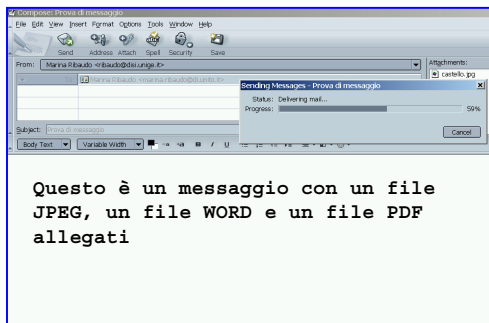 Compose: Prova di messaggio
File Edit View Insert Format Options Tools Window Help
Send Address Attach Spell Security Save
From: Marina Ribaudo <ribaudo@disi.unige.it>
Attachments:
castello.jpg
Sending Messages - Prova di messaggio
Status: Delivering mail...
Progress: 59%
Cancel
Subject: Prova di messaggio
Body Text Variable Width
Questo è un messaggio con un file
JPEG, un file WORD e un file PDF
allegati